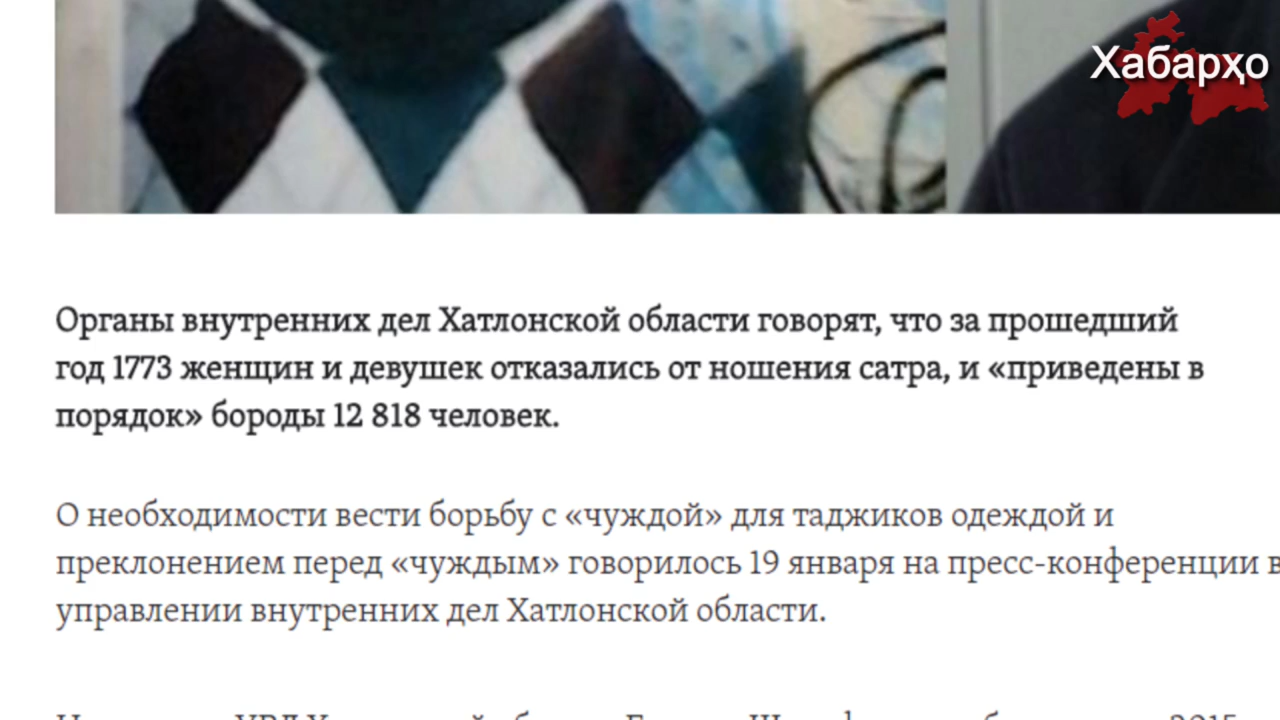 Хабарҳо
Органы внутренних дел Хатлонской области говорят, что за прошедший
год 1773 женщин и девушек отказались от ношения сатра, и «приведены в
порядок» бороды 12 818 человек.
О необходимости вести борьбу с «чуждой» для таджиков одеждой и
преклонением перед «чуждым» говорилось 19 января на пресс-конференции в
управлении внутренних дел Хатлонской области.